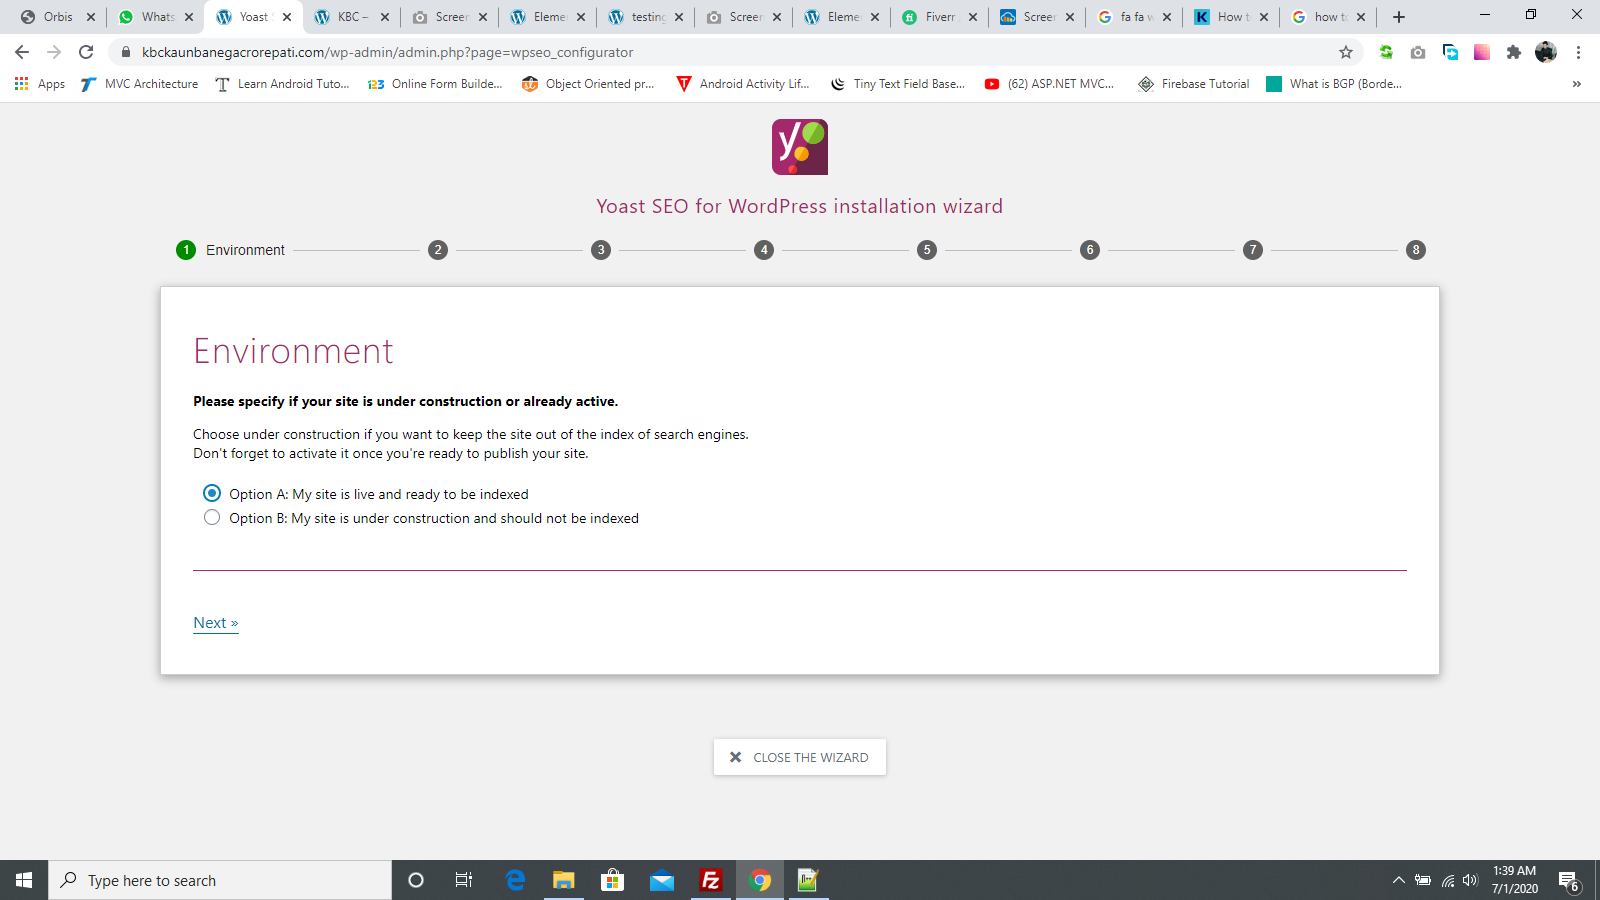 Orbis
Whats
Yoast S
KBC –
Screen
Eleme
testing
Screen
Eleme
Fiverr
Screen
fa fa w
How t
how to
kbckaunbanegacrorepati.com/wp-admin/admin.php?page=wpseo_configurator
Apps
MVC Architecture
Learn Android Tuto...
123 Online Form Builde...
Object Oriented pr...
Android Activity Lif...
Tiny Text Field Base...
(62) ASP.NET MVC...
Firebase Tutorial
What is BGP (Borde...
»
Yoast SEO for WordPress installation wizard
1 Environment 2 3 4 5 6 7 8
Environment
Please specify if your site is under construction or already active.
Choose under construction if you want to keep the site out of the index of search engines.
Don't forget to activate it once you're ready to publish your site.
Option A: My site is live and ready to be indexed
Option B: My site is under construction and should not be indexed
Next »
CLOSE THE WIZARD
Type here to search
1:39 AM
7/1/2020
6